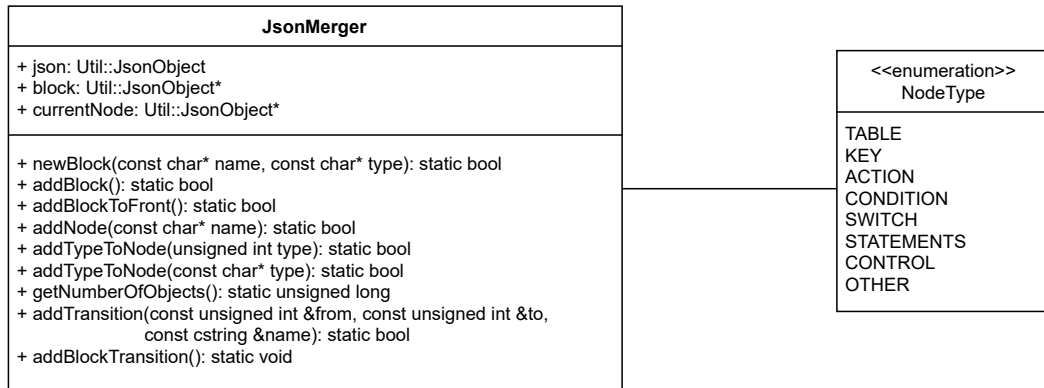 JsonMerger
+ json: Util::JsonObject
+ block: Util::JsonObject*
+ currentNode: Util::JsonObject*
+ newBlock(const char* name, const char* type): static bool
+ addBlock(): static bool
+ addBlockToFront(): static bool
+ addNode(const char* name): static bool
+ addTypeToNode(unsigned int type): static bool
+ addTypeToNode(const char* type): static bool
+ getNumberOfObjects(): static unsigned long
+ addTransition(const unsigned int &from, const unsigned int &to,
const cstring &name): static bool
+ addBlockTransition(): static void
<<enumeration>>
NodeType
TABLE
KEY
ACTION
CONDITION
SWITCH
STATEMENTS
CONTROL
OTHER